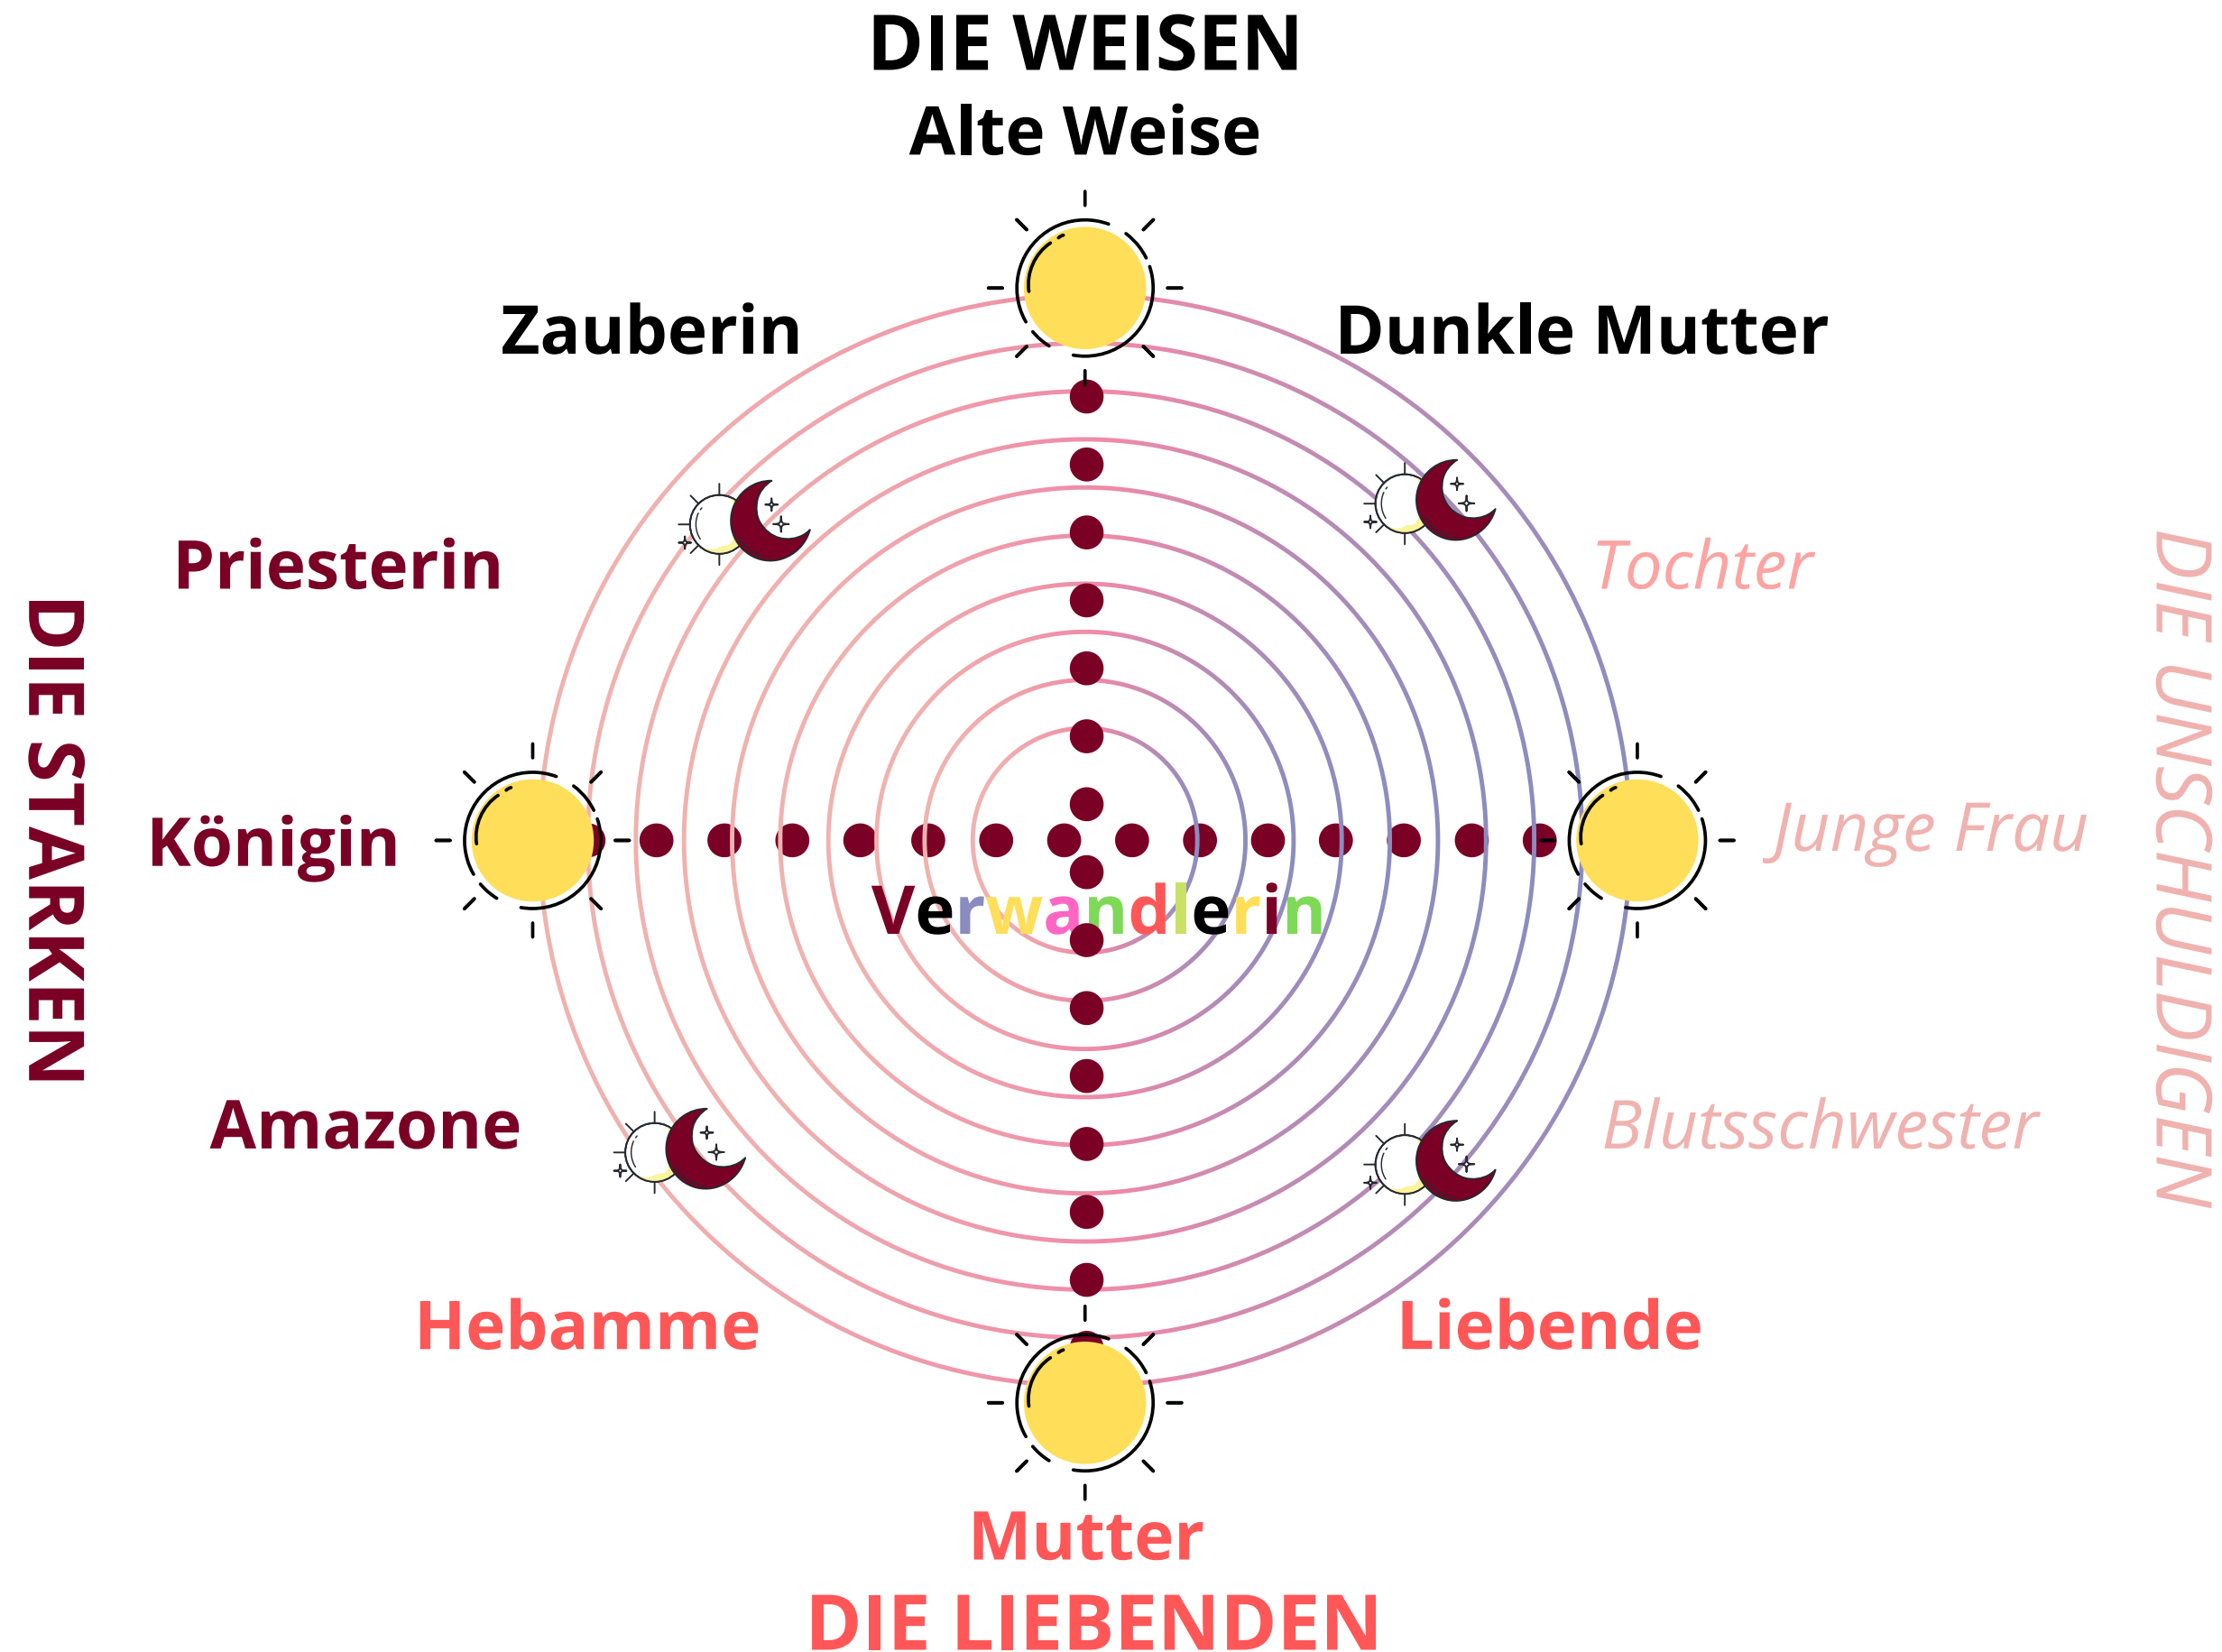 DIE WEISEN
Alte Weise
Zauberin
Dunkle Mutter
Priesterin
Tochter
DIE STARKEN
DIE UNSCHULDIGEN
Königin
Junge Frau
Verwandlerin
Amazone
Blutsschwester
Hebamme
Liebende
Mutter
DIE LIEBENDEN